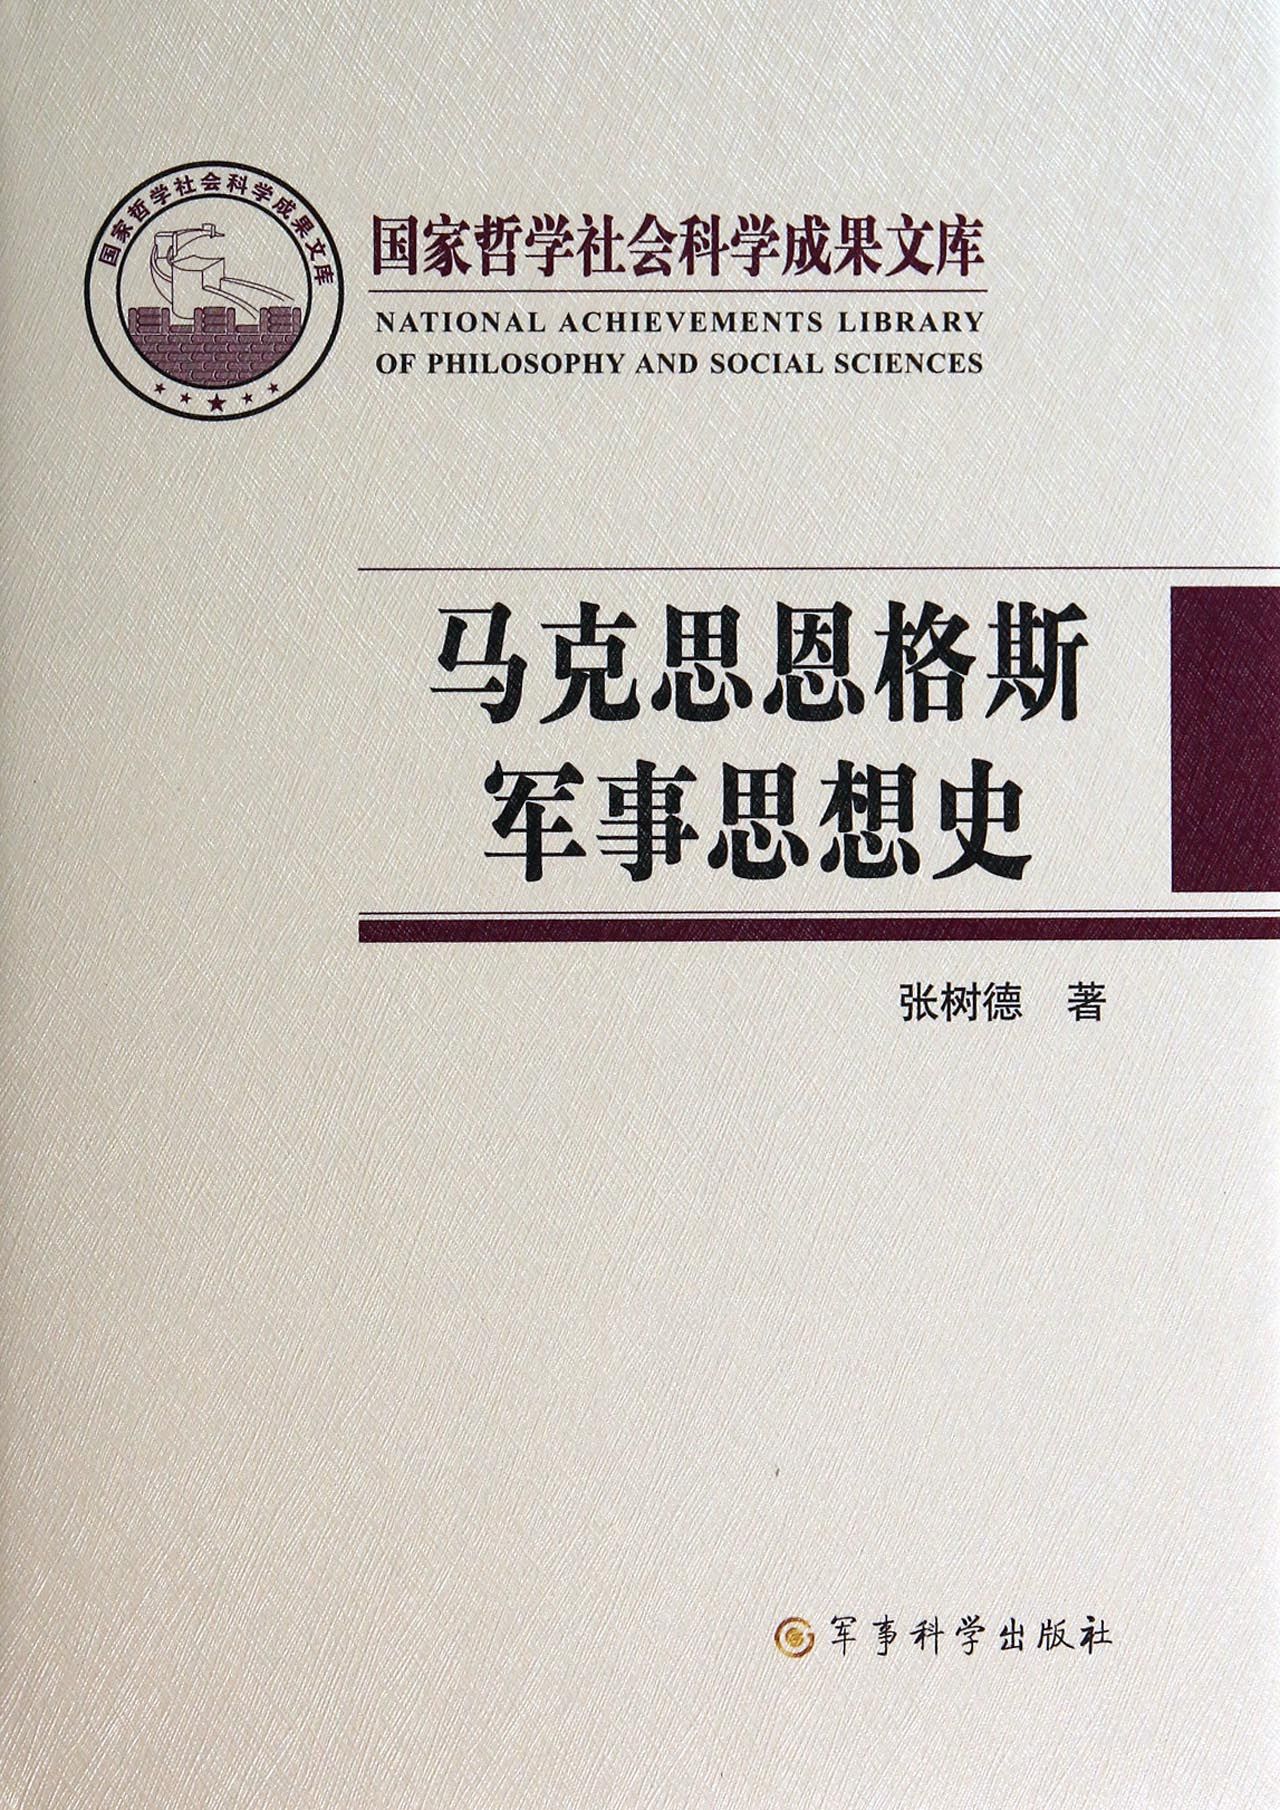 国家哲学社会科学成果文库
国家哲学社会科学成果文库
NATIONAL ACHIEVEMENTS LIBRARY
OF PHILOSOPHY AND SOCIAL SCIENCES
马克思恩格斯
军事思想史
张树德 著
军事科学出版社